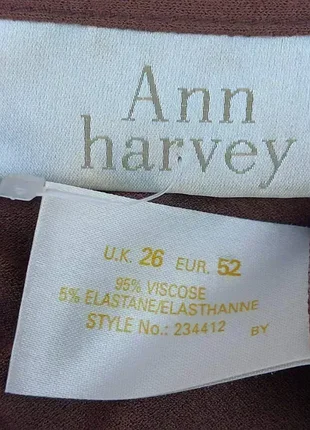 Ann
harvey
U.K. 26 EUR. 52
95% VISCOSE
5% ELASTANE/ELASTHANNE
STYLE No.: 234412 BY